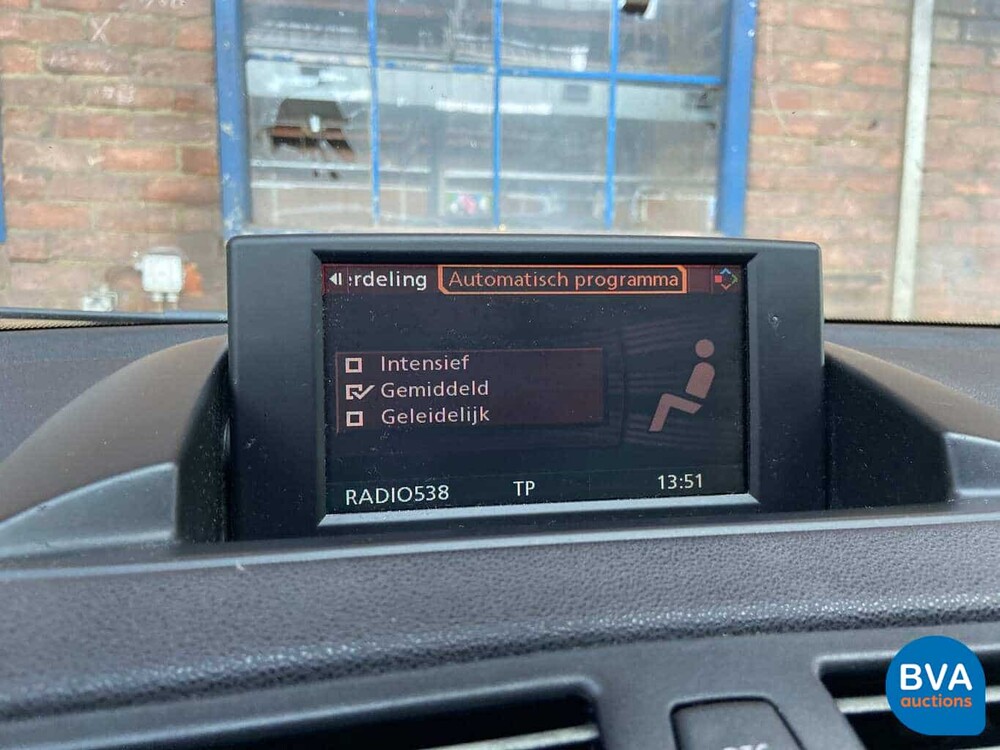 rdeling Automatisch programma
Intensief
Gemiddeld
Geleidelijk
RADIO538 TP 13:51
BVA
auctions